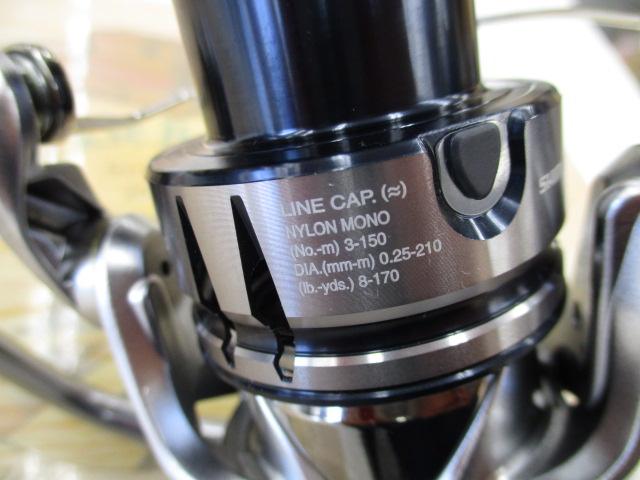 LINE CAP. (≈)
NYLON MONO
(No.-m) 3-150
DIA.(mm-m) 0.25-210
(lb.-yds.) 8-170